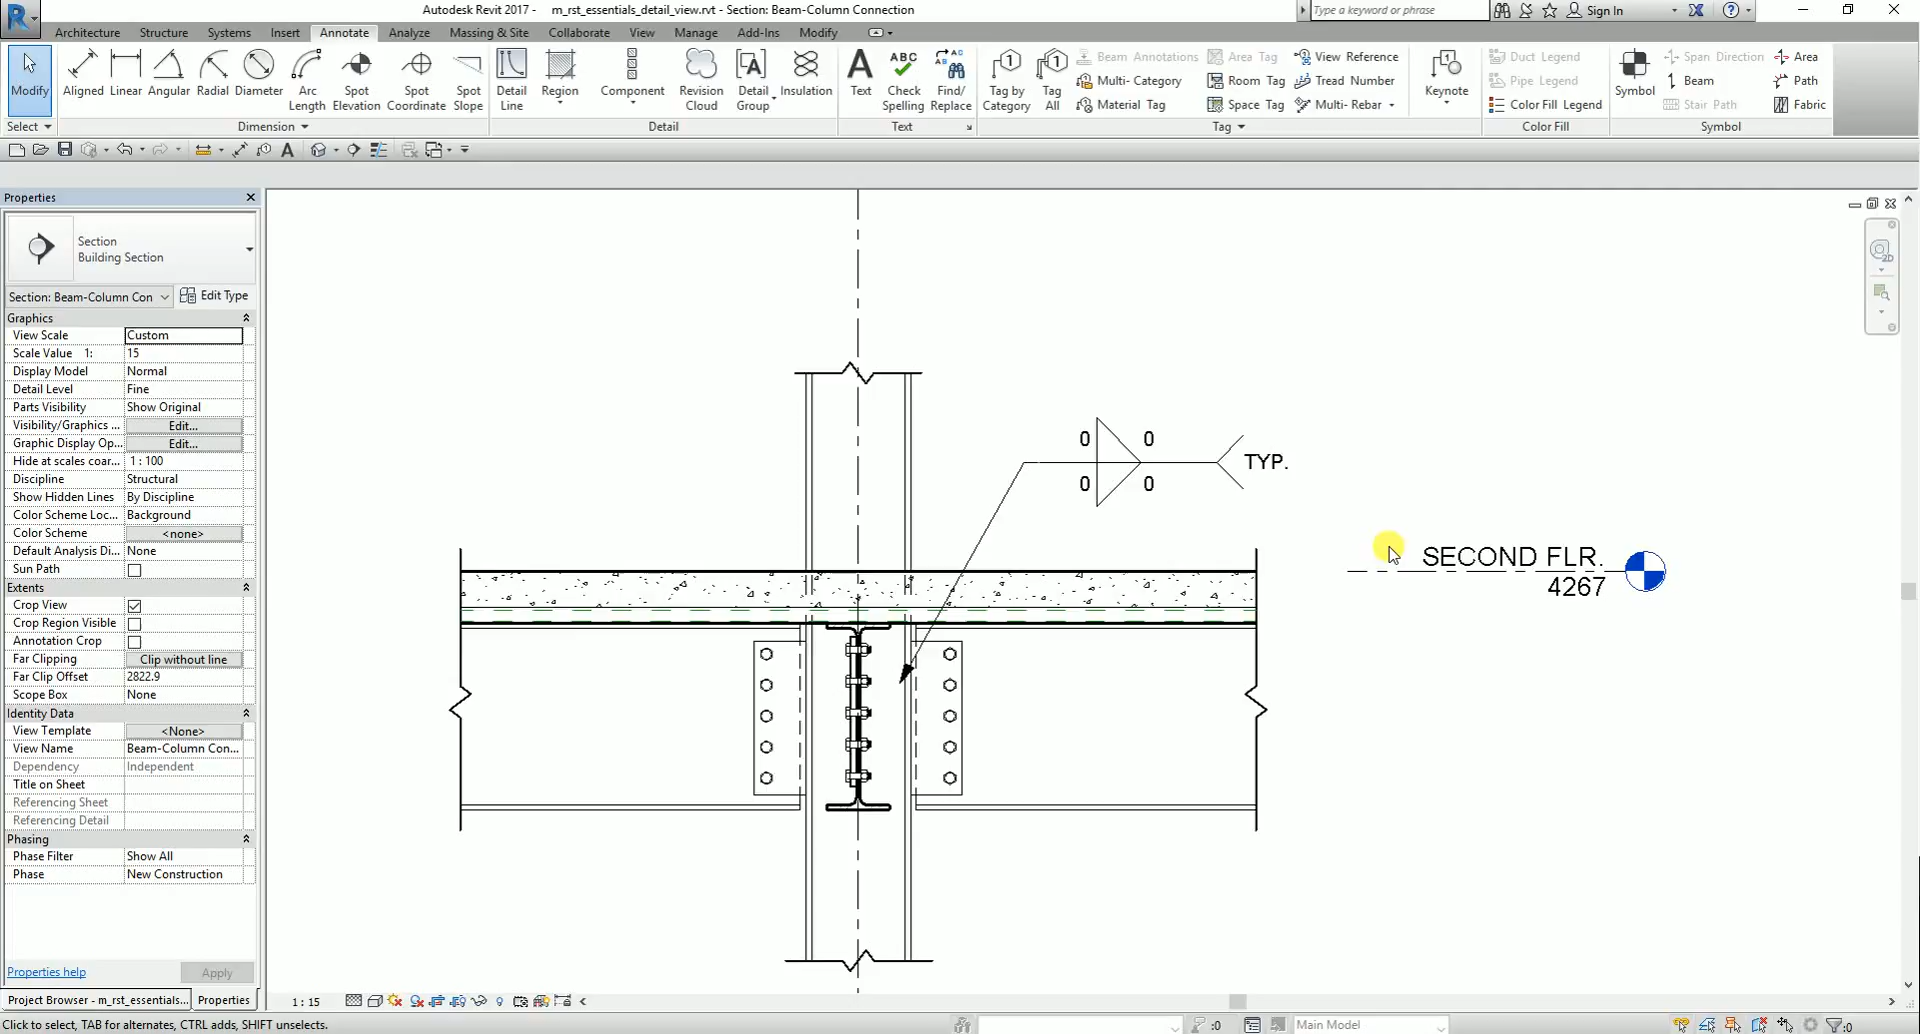 Autodesk Revit 2017 - m_rst_essentials_detail_view.rvt - Section: Beam-Column Connection
Type a keyword or phrase
Sign In
Architecture Structure Systems Insert Annotate Analyze Massing & Site Collaborate View Manage Add-Ins Modify
Modify
Aligned
Linear
Angular
Radial
Diameter
Arc
Length
Spot
Elevation
Spot
Coordinate
Spot
Slope
Detail
Line
Region
Component
Revision
Cloud
Detail
Group
Insulation
A
Text
ABC
Check
Spelling
Find/
Replace
Tag by
Category
Tag
All
Beam Annotations
Multi- Category
Material Tag
Area Tag
Room Tag
Space Tag
View Reference
Tread Number
Multi- Rebar
Keynote
Duct Legend
Pipe Legend
Color Fill Legend
Symbol
Span Direction
Beam
Stair Path
Area
Path
Fabric
Select Dimension Detail Text Tag Color Fill Symbol
Properties
Section
Building Section
Section: Beam-Column Con
Edit Type
Graphics
View Scale Custom
Scale Value 1: 15
Display Model Normal
Detail Level Fine
Parts Visibility Show Original
Visibility/Graphics ... Edit...
Graphic Display Op... Edit...
Hide at scales coar... 1 : 100
Discipline Structural
Show Hidden Lines By Discipline
Color Scheme Loc... Background
Color Scheme <none>
Default Analysis Di... None
Sun Path
Extents
Crop View
Crop Region Visible
Annotation Crop
Far Clipping Clip without line
Far Clip Offset 2822.9
Scope Box None
Identity Data
View Template <None>
View Name Beam-Column Con...
Dependency Independent
Title on Sheet
Referencing Sheet
Referencing Detail
Phasing
Phase Filter Show All
Phase New Construction
Properties help
Apply
Project Browser - m_rst_essentials...
Properties
0 0
TYP.
0 0
SECOND FLR.
4267
2D
1 : 15
Click to select, TAB for alternates, CTRL adds, SHIFT unselects.
:0
Main Model
:0